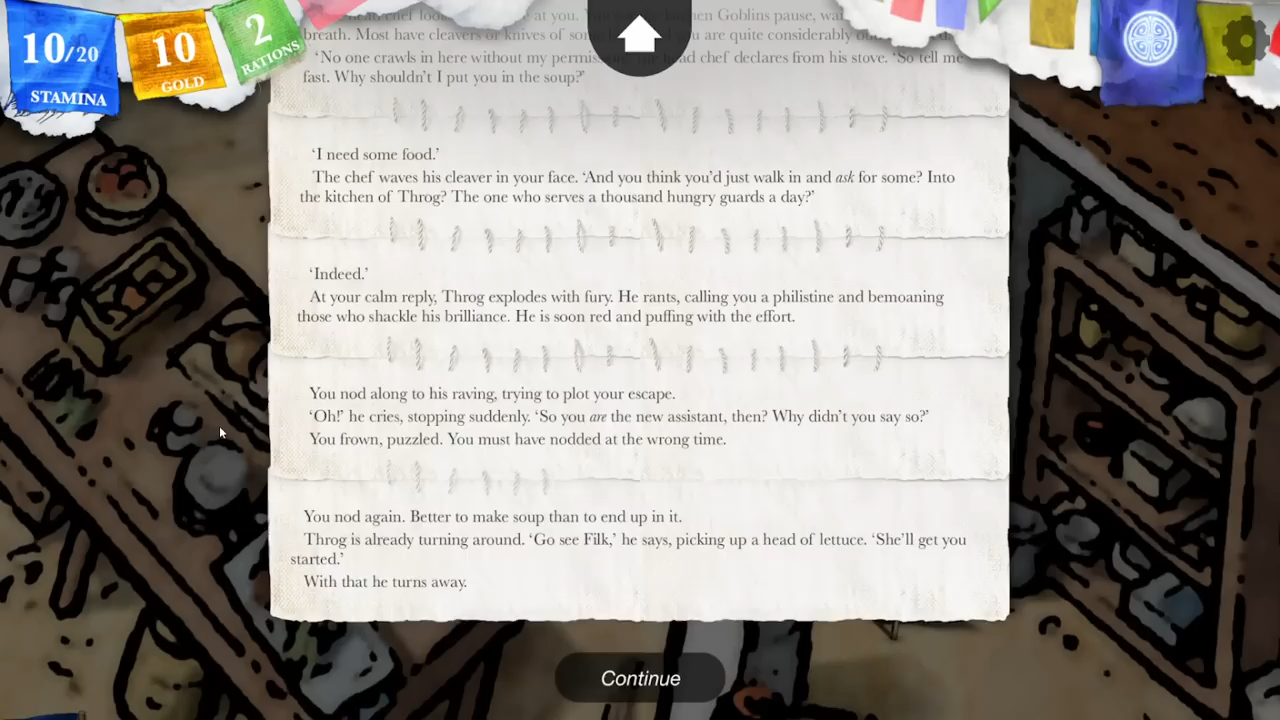 10/20
STAMINA
10
GOLD
2
RATIONS
chef at you. Goblins pause,
breath. Most have cleavers or knives of you are quite considerably
'No one crawls in here without my head chef declares from his stove. 'So tell me
fast. Why shouldn't I put you in the soup?'
'I need some food.'
The chef waves his cleaver in your face. 'And you think you'd just walk in and ask for some? Into
the kitchen of Throg? The one who serves a thousand hungry guards a day?'
'Indeed.'
At your calm reply, Throg explodes with fury. He rants, calling you a philistine and bemoaning
those who shackle his brilliance. He is soon red and puffing with the effort.
You nod along to his raving, trying to plot your escape.
'Oh!' he cries, stopping suddenly. 'So you are the new assistant, then? Why didn't you say so?'
You frown, puzzled. You must have nodded at the wrong time.
You nod again. Better to make soup than to end up in it.
Throg is already turning around. 'Go see Filk,' he says, picking up a head of lettuce. 'She'll get you
started.'
With that he turns away.
Continue